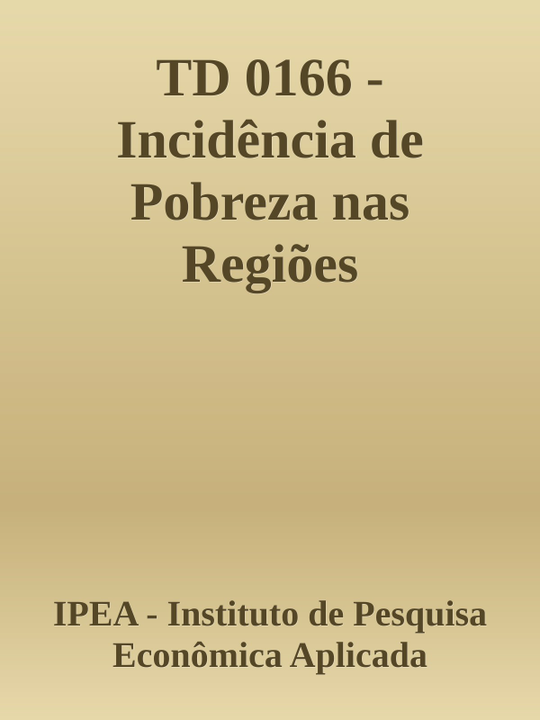 TD 0166 -
Incidência de
Pobreza nas
Regiões
IPEA - Instituto de Pesquisa
Econômica Aplicada